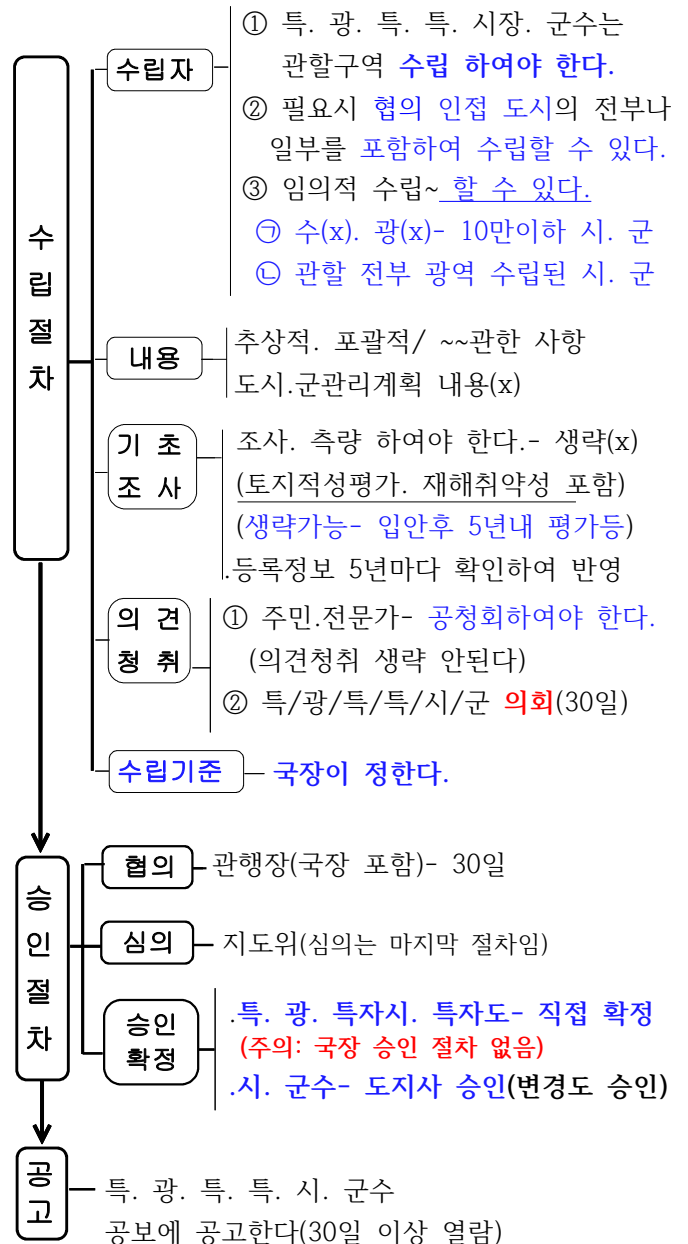 수립절차
수립자
① 특. 광. 특. 특. 시장. 군수는
관할구역 수립 하여야 한다.
② 필요시 협의 인접 도시의 전부나
일부를 포함하여 수립할 수 있다.
③ 임의적 수립~ 할 수 있다.
㉠ 수(x). 광(x)- 10만이하 시. 군
㉡ 관할 전부 광역 수립된 시. 군
내용
추상적. 포괄적/ ~~관한 사항
도시.군관리계획 내용(x)
기 초
조 사
조사. 측량 하여야 한다.- 생략(x)
(토지적성평가. 재해취약성 포함)
(생략가능- 입안후 5년내 평가등)
.등록정보 5년마다 확인하여 반영
의 견
청 취
① 주민.전문가- 공청회하여야 한다.
(의견청취 생략 안된다)
② 특/광/특/특/시/군 의회(30일)
수립기준
국장이 정한다.
승인절차
협의
관행장(국장 포함)- 30일
심의
지도위(심의는 마지막 절차임)
승인
확정
.특. 광. 특자시. 특자도- 직접 확정
(주의: 국장 승인 절차 없음)
.시. 군수- 도지사 승인(변경도 승인)
공고
특. 광. 특. 특. 시. 군수
공보에 공고한다(30일 이상 열람)